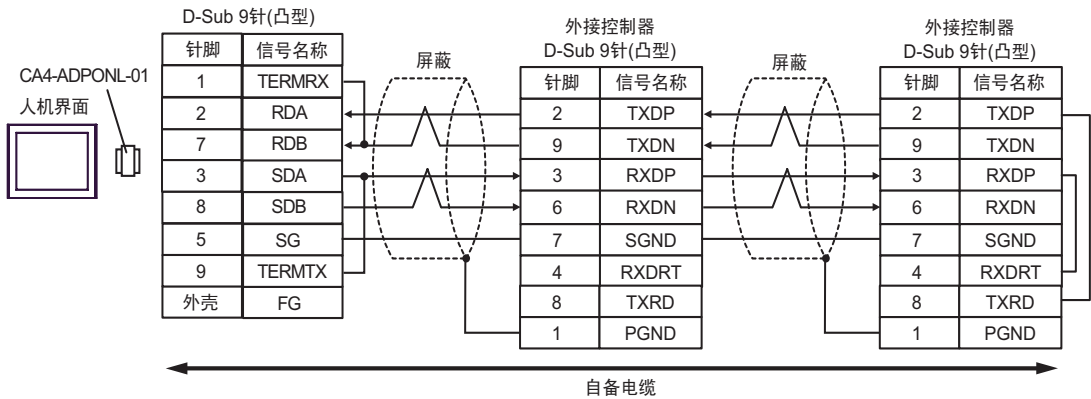 D-Sub 9针(凸型)
针脚 信号名称
1 TERMRX
2 RDA
7 RDB
3 SDA
8 SDB
5 SG
9 TERMTX
外壳 FG
CA4-ADPONL-01
人机界面
屏蔽
外接控制器
D-Sub 9针(凸型)
针脚 信号名称
2 TXDP
9 TXDN
3 RXDP
6 RXDN
7 SGND
4 RXDRT
8 TXRD
1 PGND
屏蔽
外接控制器
D-Sub 9针(凸型)
针脚 信号名称
2 TXDP
9 TXDN
3 RXDP
6 RXDN
7 SGND
4 RXDRT
8 TXRD
1 PGND
自备电缆